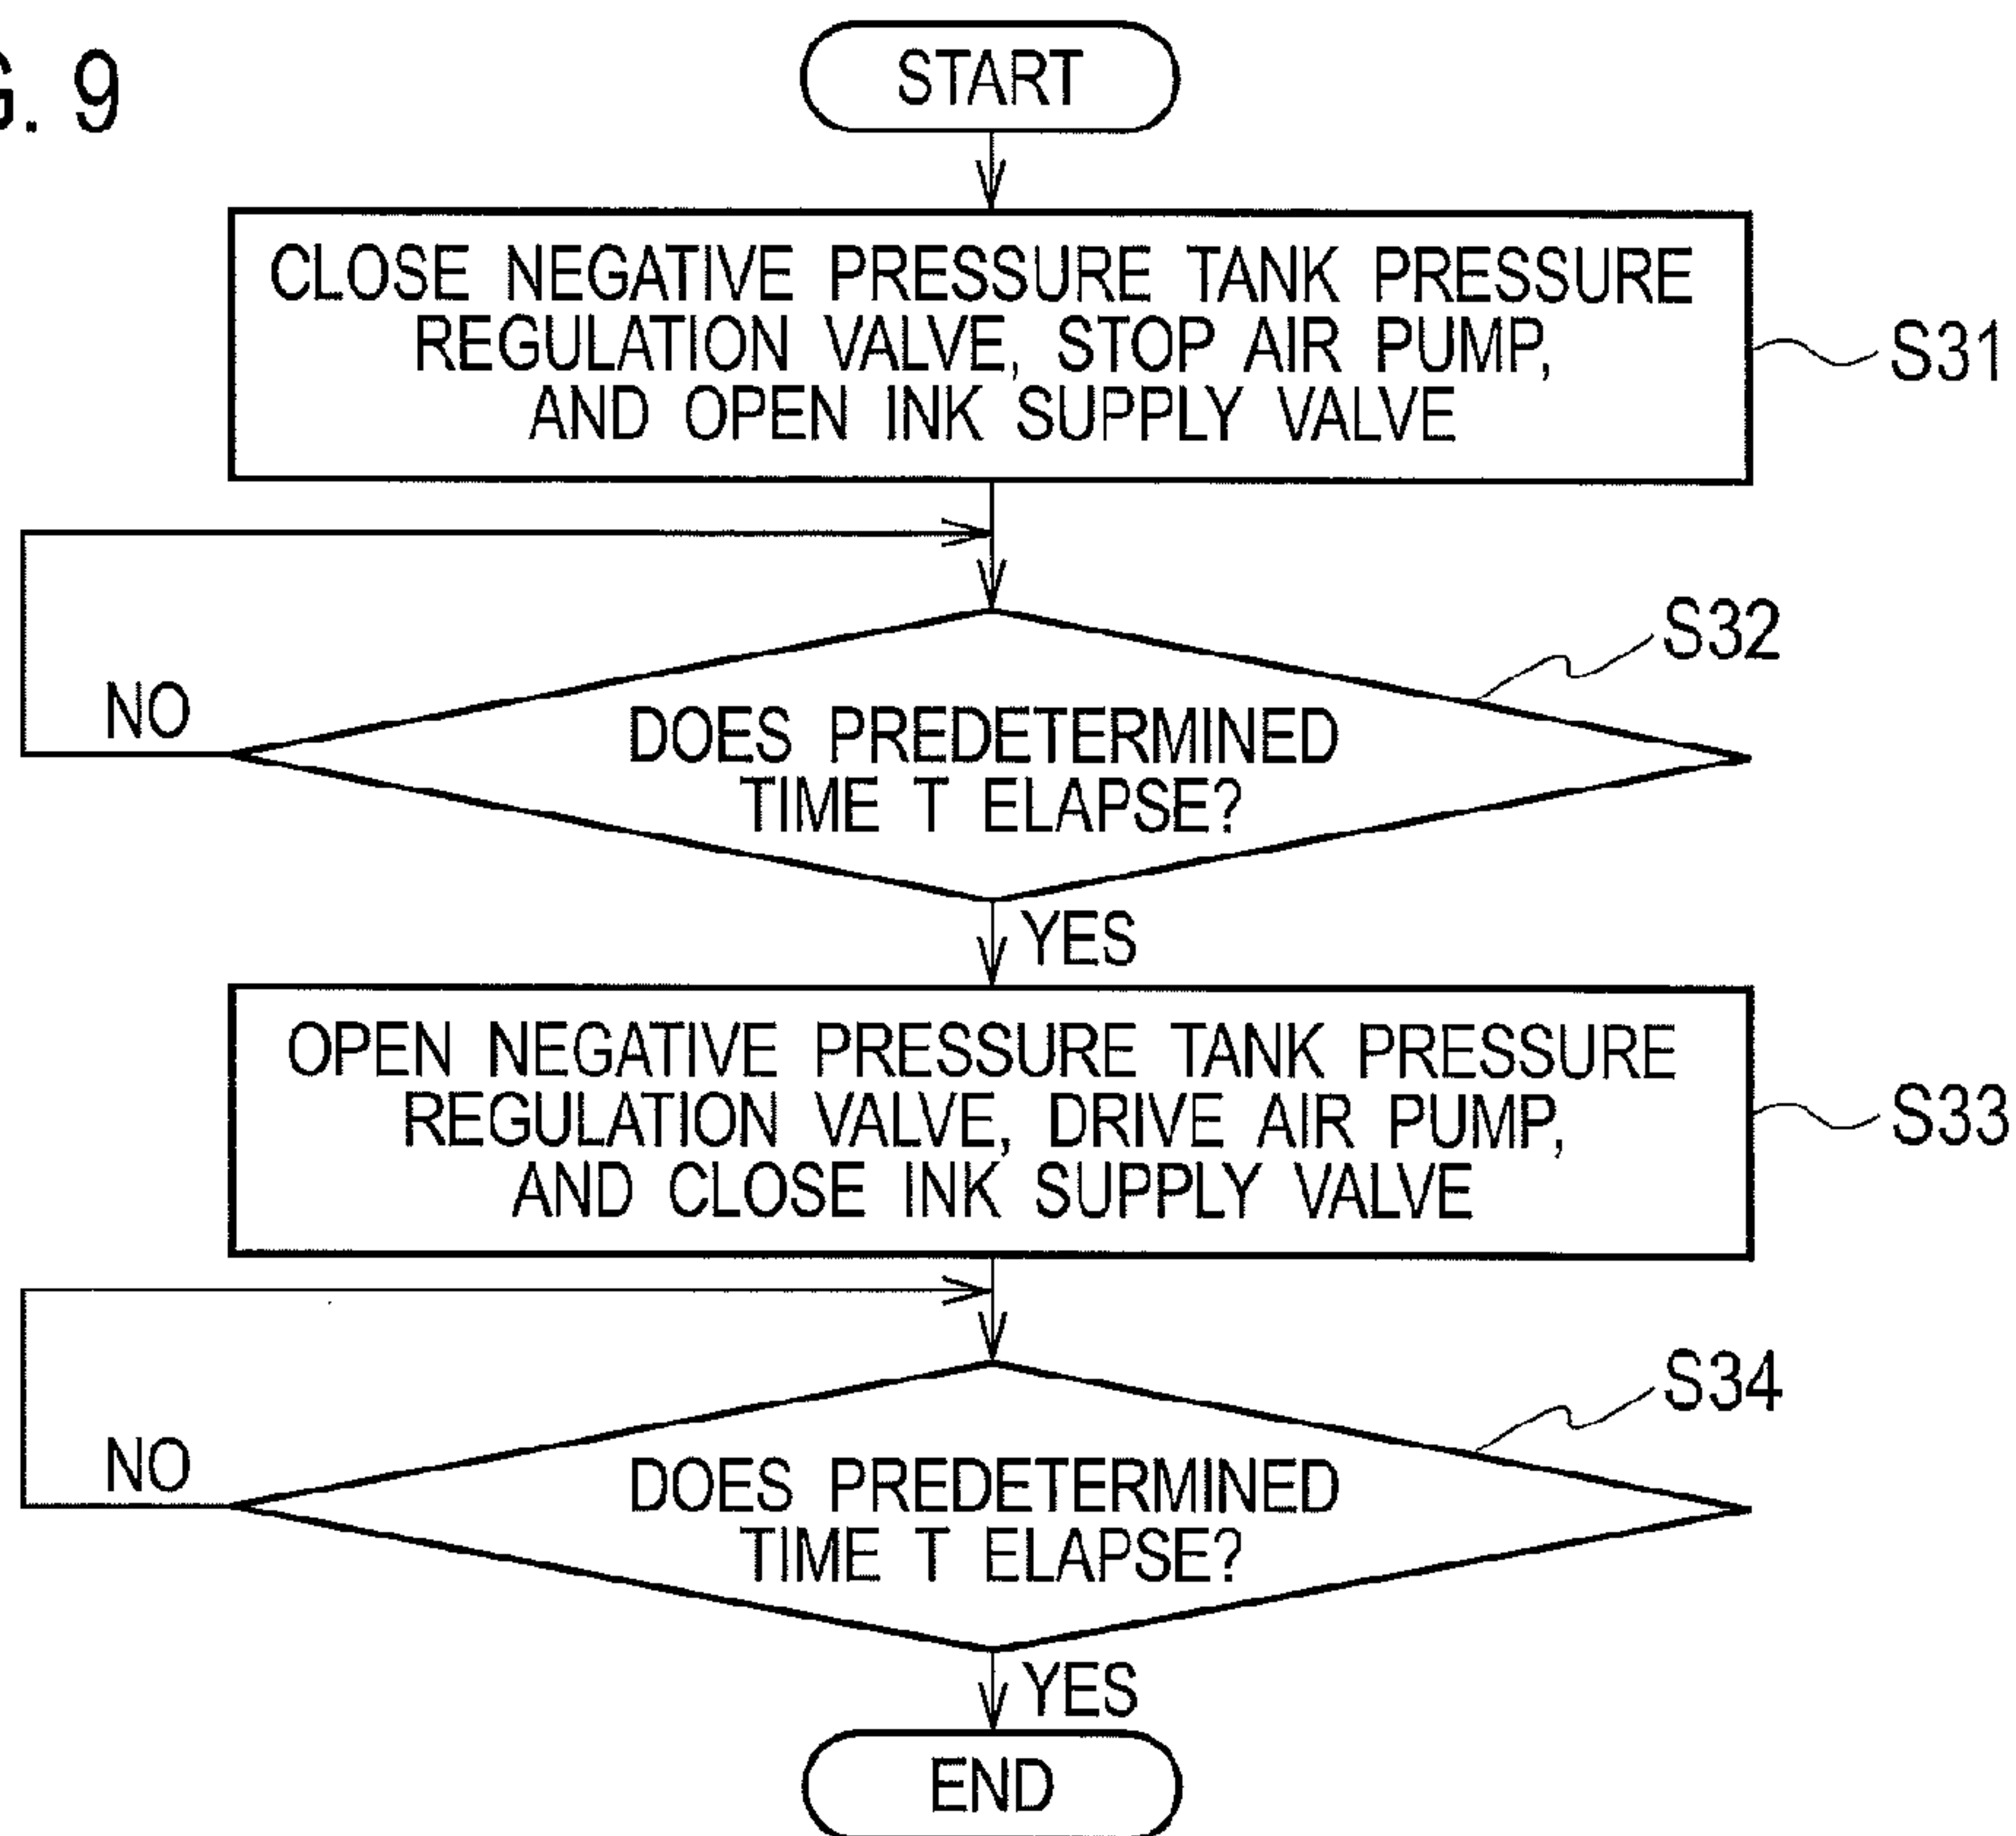 G. 9
START
CLOSE NEGATIVE PRESSURE TANK PRESSURE
REGULATION VALVE, STOP AIR PUMP,
AND OPEN INK SUPPLY VALVE
S31
S32
NO
DOES PREDETERMINED
TIME T ELAPSE?
YES
OPEN NEGATIVE PRESSURE TANK PRESSURE
REGULATION VALVE, DRIVE AIR PUMP,
AND CLOSE INK SUPPLY VALVE
S33
S34
NO
DOES PREDETERMINED
TIME T ELAPSE?
YES
END